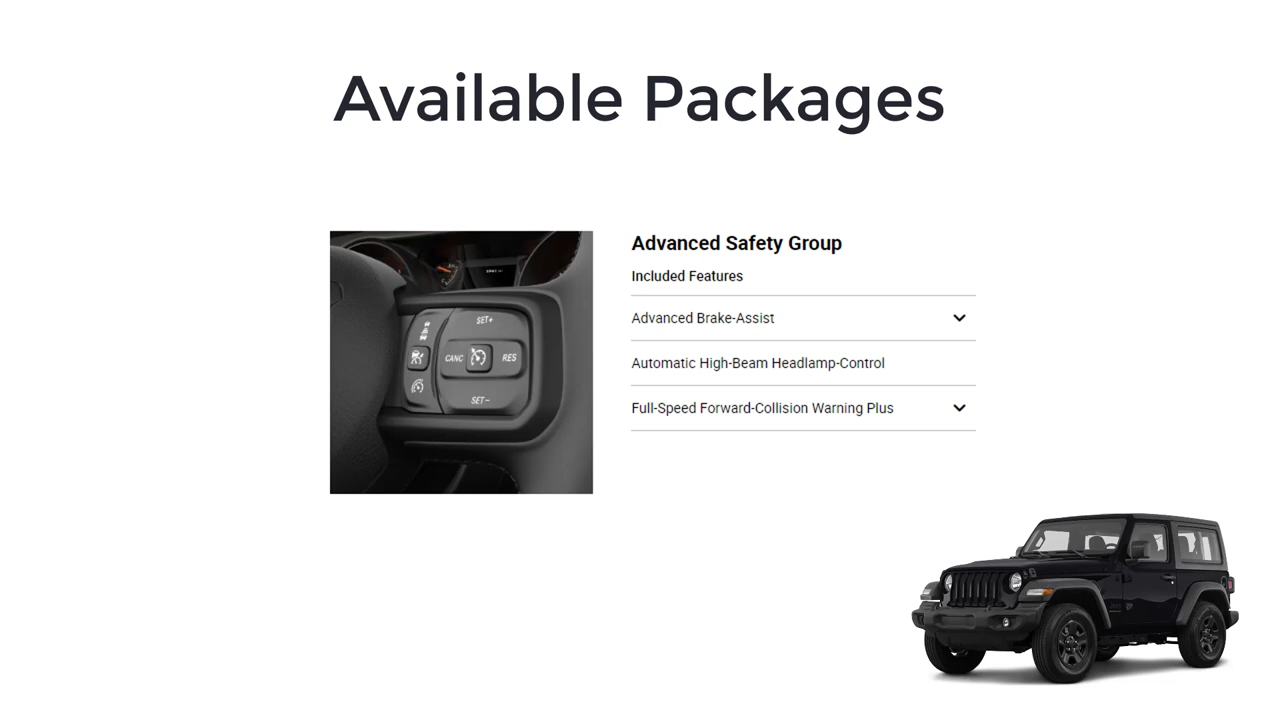 Available Packages
Advanced Safety Group
Included Features
Advanced Brake-Assist
Automatic High-Beam Headlamp-Control
Full-Speed Forward-Collision Warning Plus
SET+
CANC
RES
SET-